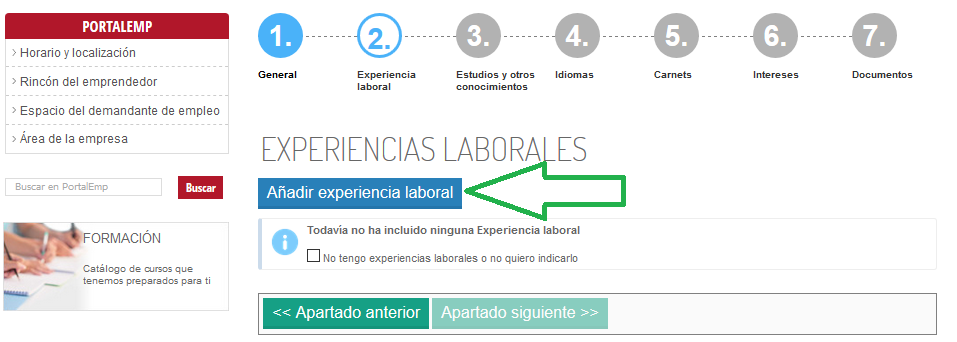 PORTALEMP
Horario y localización
Rincón del emprendedor
Espacio del demandante de empleo
Área de la empresa
Buscar en PortalEmp
Buscar
FORMACIÓN
Catálogo de cursos que
tenemos preparados para ti
1.
General
2.
Experiencia
laboral
3.
Estudios y otros
conocimientos
4.
Idiomas
5.
Carnets
6.
Intereses
7.
Documentos
EXPERIENCIAS LABORALES
Añadir experiencia laboral
Todavía no ha incluido ninguna Experiencia laboral
No tengo experiencias laborales o no quiero indicarlo
<< Apartado anterior
Apartado siguiente >>